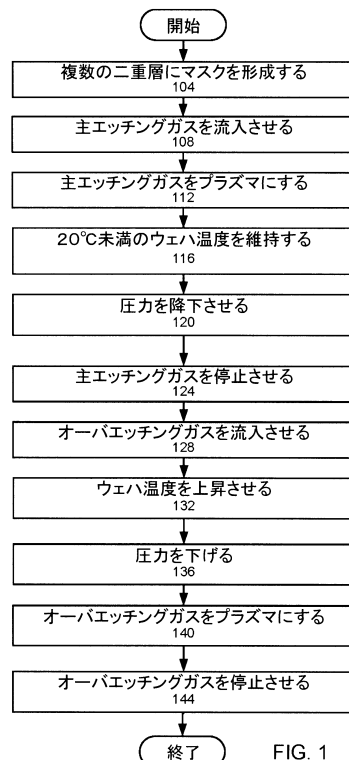 開始
複数の二重層にマスクを形成する
104
主エッチングガスを流入させる
108
主エッチングガスをプラズマにする
112
20℃未満のウェハ温度を維持する
116
圧力を降下させる
120
主エッチングガスを停止させる
124
オーバエッチングガスを流入させる
128
ウェハ温度を上昇させる
132
圧力を下げる
136
オーバエッチングガスをプラズマにする
140
オーバエッチングガスを停止させる
144
終了
FIG. 1